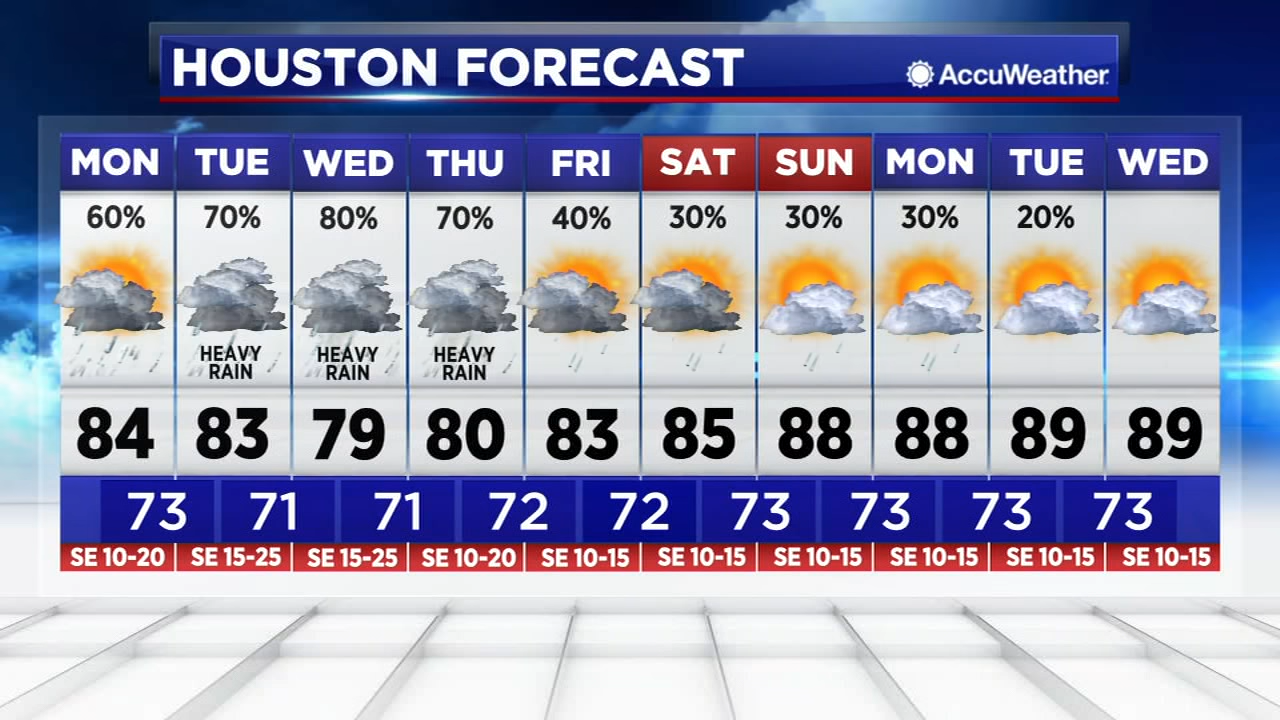 HOUSTON FORECAST
AccuWeather
MON TUE WED THU FRI SAT SUN MON TUE WED
60% 70% 80% 70% 40% 30% 30% 30% 20%
HEAVY HEAVY HEAVY
RAIN RAIN RAIN
84 83 79 80 83 85 88 88 89 89
73 71 71 72 72 73 73 73 73
SE 10-20 SE 15-25 SE 15-25 SE 10-20 SE 10-15 SE 10-15 SE 10-15 SE 10-15 SE 10-15 SE 10-15